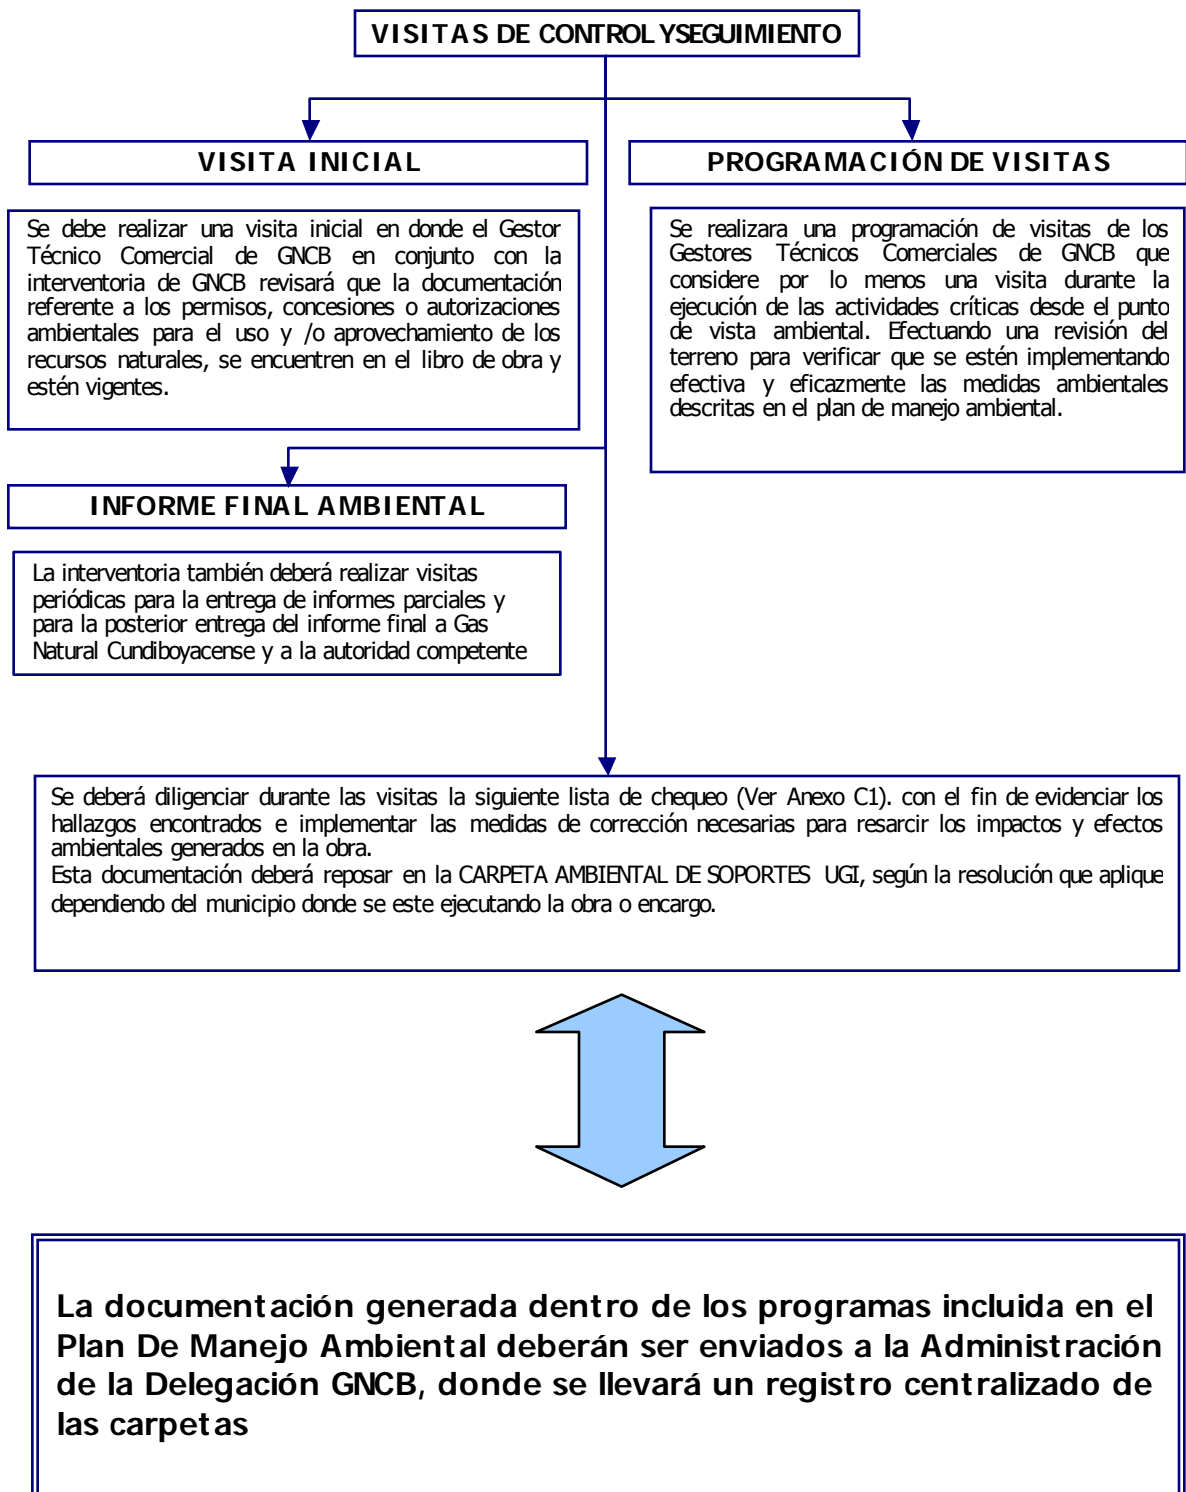 VISITAS DE CONTROL YSEGUIMIENTO
VISITA INICIAL
Se debe realizar una visita inicial en donde el Gestor
Técnico Comercial de GNCB en conjunto con la
interventoria de GNCB revisará que la documentación
referente a los permisos, concesiones o autorizaciones
ambientales para el uso y /o aprovechamiento de los
recursos naturales, se encuentren en el libro de obra y
estén vigentes.
PROGRAMACIÓN DE VISITAS
Se realizara una programación de visitas de los
Gestores Técnicos Comerciales de GNCB que
considere por lo menos una visita durante la
ejecución de las actividades críticas desde el punto
de vista ambiental. Efectuando una revisión del
terreno para verificar que se estén implementando
efectiva y eficazmente las medidas ambientales
descritas en el plan de manejo ambiental.
INFORME FINAL AMBIENTAL
La interventoria también deberá realizar visitas
periódicas para la entrega de informes parciales y
para la posterior entrega del informe final a Gas
Natural Cundiboyacense y a la autoridad competente
Se deberá diligenciar durante las visitas la siguiente lista de chequeo (Ver Anexo C1). con el fin de evidenciar los
hallazgos encontrados e implementar las medidas de corrección necesarias para resarcir los impactos y efectos
ambientales generados en la obra.
Esta documentación deberá reposar en la CARPETA AMBIENTAL DE SOPORTES UGI, según la resolución que aplique
dependiendo del municipio donde se este ejecutando la obra o encargo.
La documentación generada dentro de los programas incluida en el
Plan De Manejo Ambiental deberán ser enviados a la Administración
de la Delegación GNCB, donde se llevará un registro centralizado de
las carpetas